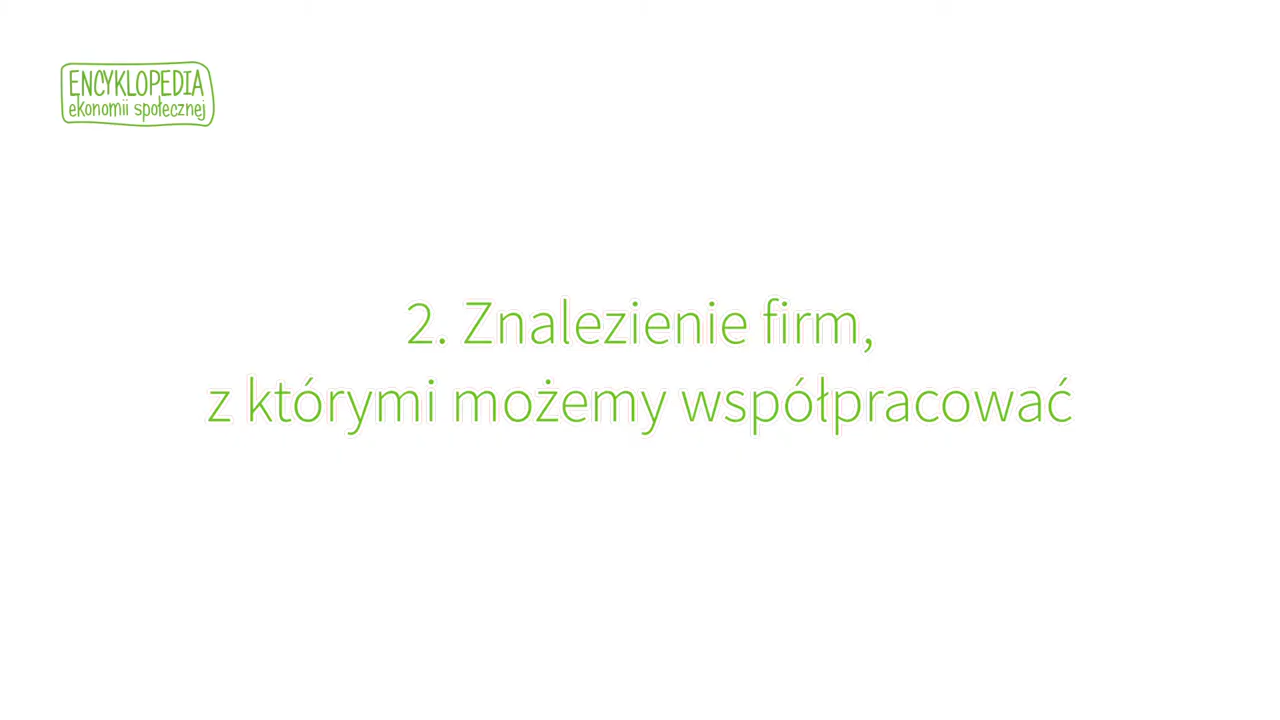 ENCYKLOPEDIA
ekonomii społecznej
2. Znalezienie firm,
z którymi możemy współpracować